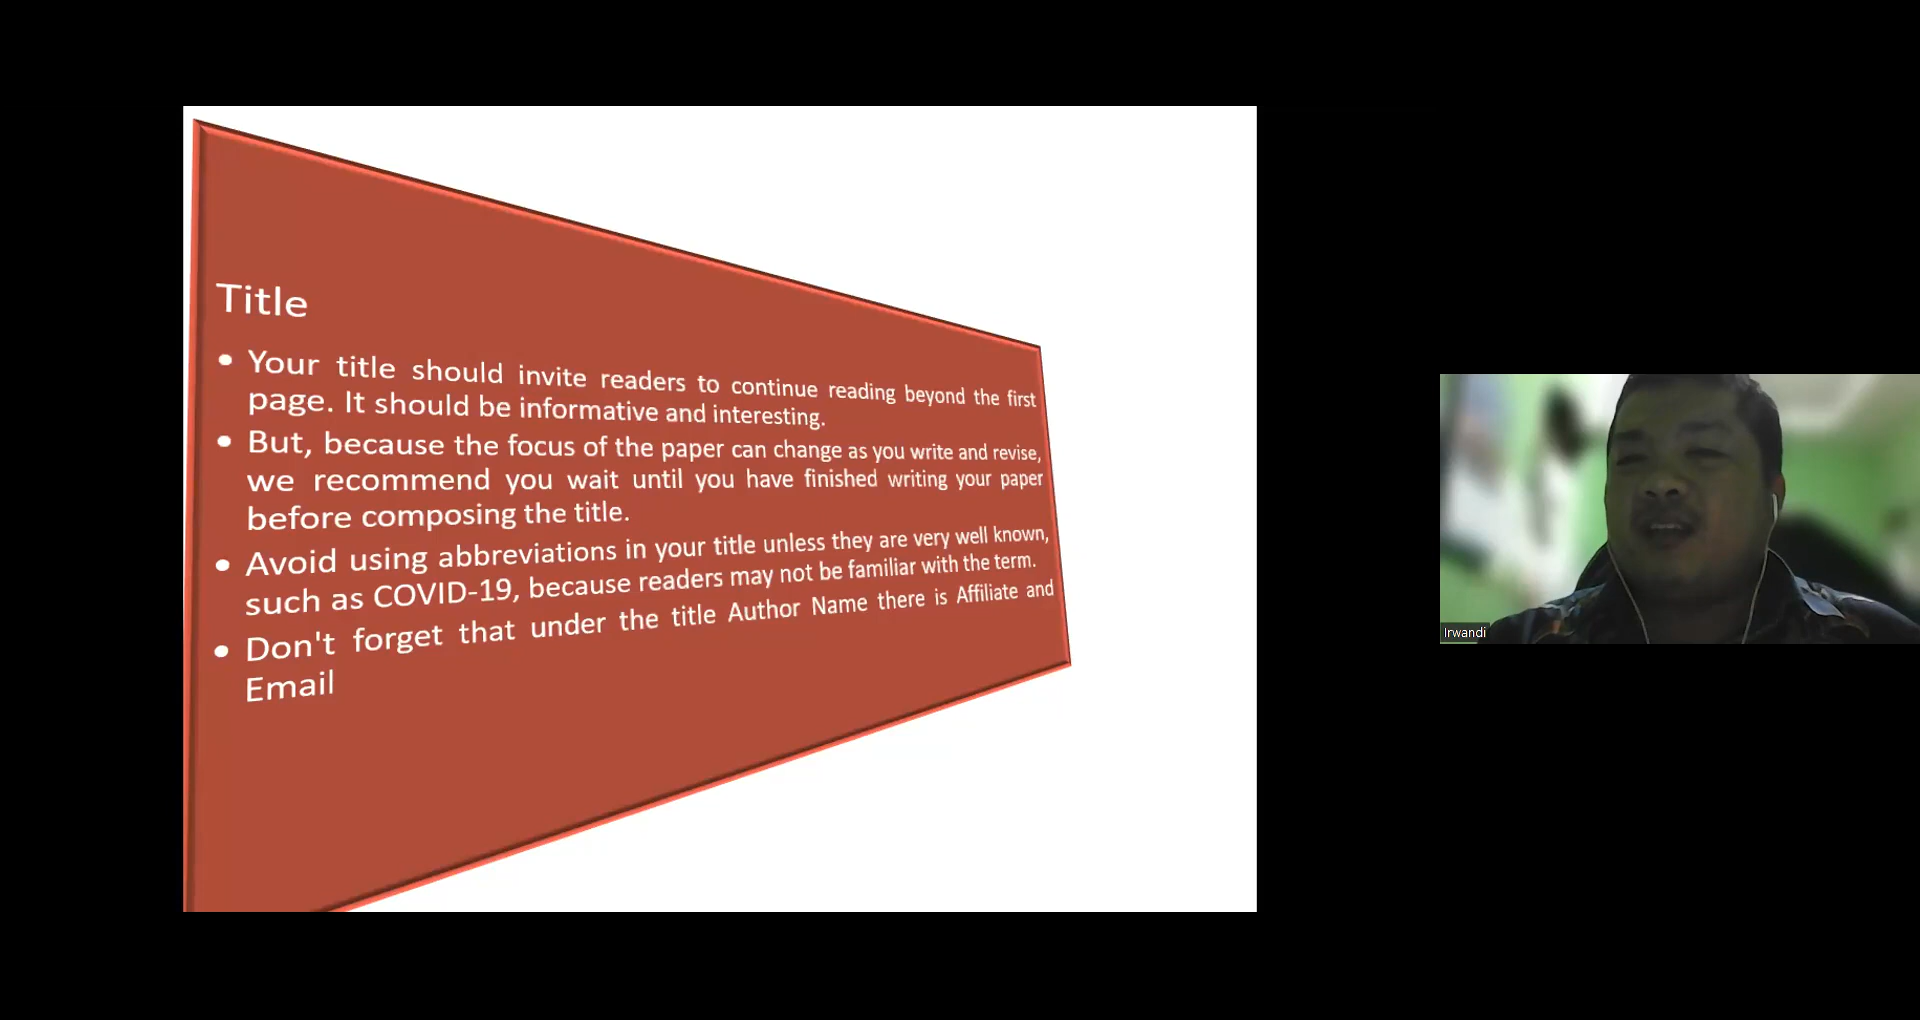 Title
• Your title should invite readers to continue reading beyond the first
page. It should be informative and interesting.
• But, because the focus of the paper can change as you write and revise,
we recommend you wait until you have finished writing your paper
before composing the title.
• Avoid using abbreviations in your title unless they are very well known,
such as COVID-19, because readers may not be familiar with the term.
• Don't forget that under the title Author Name there is Affiliate and
Email
Irwandi